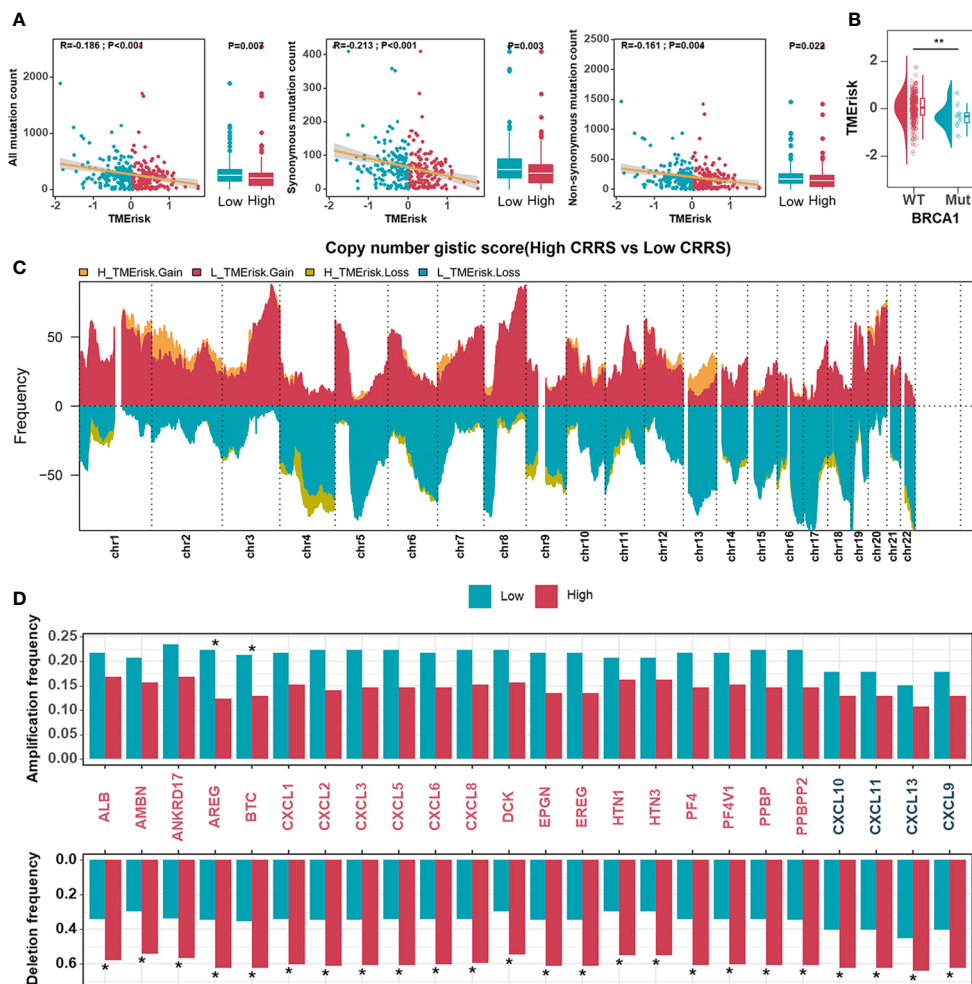 A
B
R=-0.186 ; P<0.001
P=0.007
R=-0.213 ; P<0.001
P=0.003
R=-0.161 ; P=0.004
P=0.022
**
All mutation count
2000
1000
0
-2 -1 0 1
TMErisk
Low High
Synonymous mutation count
400
300
200
100
0
-2 -1 0 1
TMErisk
Low High
Non-synonymous mutation count
2500
2000
1500
1000
500
0
-2 -1 0 1
TMErisk
Low High
TMErisk
2
0
-2
WT Mut
BRCA1
Copy number gistic score(High CRRS vs Low CRRS)
C
H_TMErisk.Gain L_TMErisk.Gain H_TMErisk.Loss L_TMErisk.Loss
Frequency
50
0
−50
chr1 chr2 chr3 chr4 chr5 chr6 chr7 chr8 chr9 chr10 chr11 chr12 chr13 chr14 chr15 chr16 chr17 chr18 chr19 chr20 chr21 chr22
D
Low High
Amplification frequency
0.25
0.20
0.15
0.10
0.05
0.00
* *
ALB AMBN ANKRD17 AREG BTC CXCL1 CXCL2 CXCL3 CXCL5 CXCL6 CXCL8 DCK EPGN EREG HTN1 HTN3 PF4 PF4V1 PPBP PPBPP2 CXCL10 CXCL11 CXCL13 CXCL9
Deletion frequency
0.0
0.2
0.4
0.6
* * * * * * * * * * * * * * * * * * * * * * * *